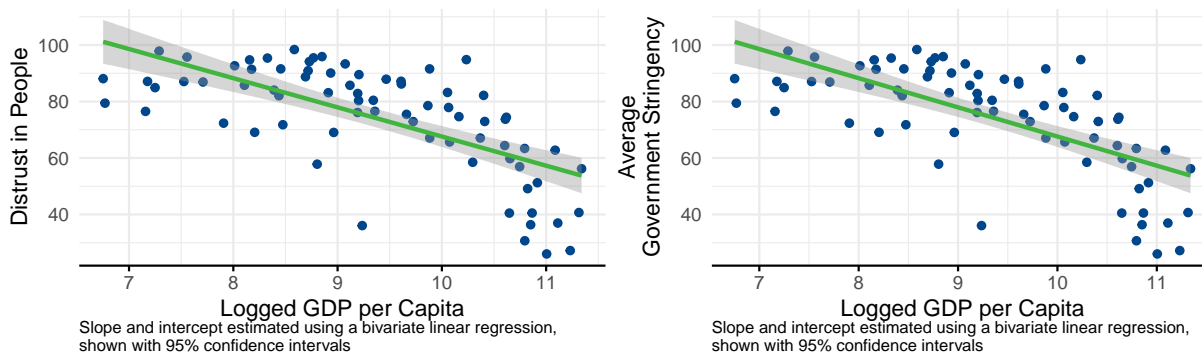 Distrust in People
100
80
60
40
7 8 9 10 11
Logged GDP per Capita
Slope and intercept estimated using a bivariate linear regression,
shown with 95% confidence intervals
Average
Government Stringency
100
80
60
40
7 8 9 10 11
Logged GDP per Capita
Slope and intercept estimated using a bivariate linear regression,
shown with 95% confidence intervals